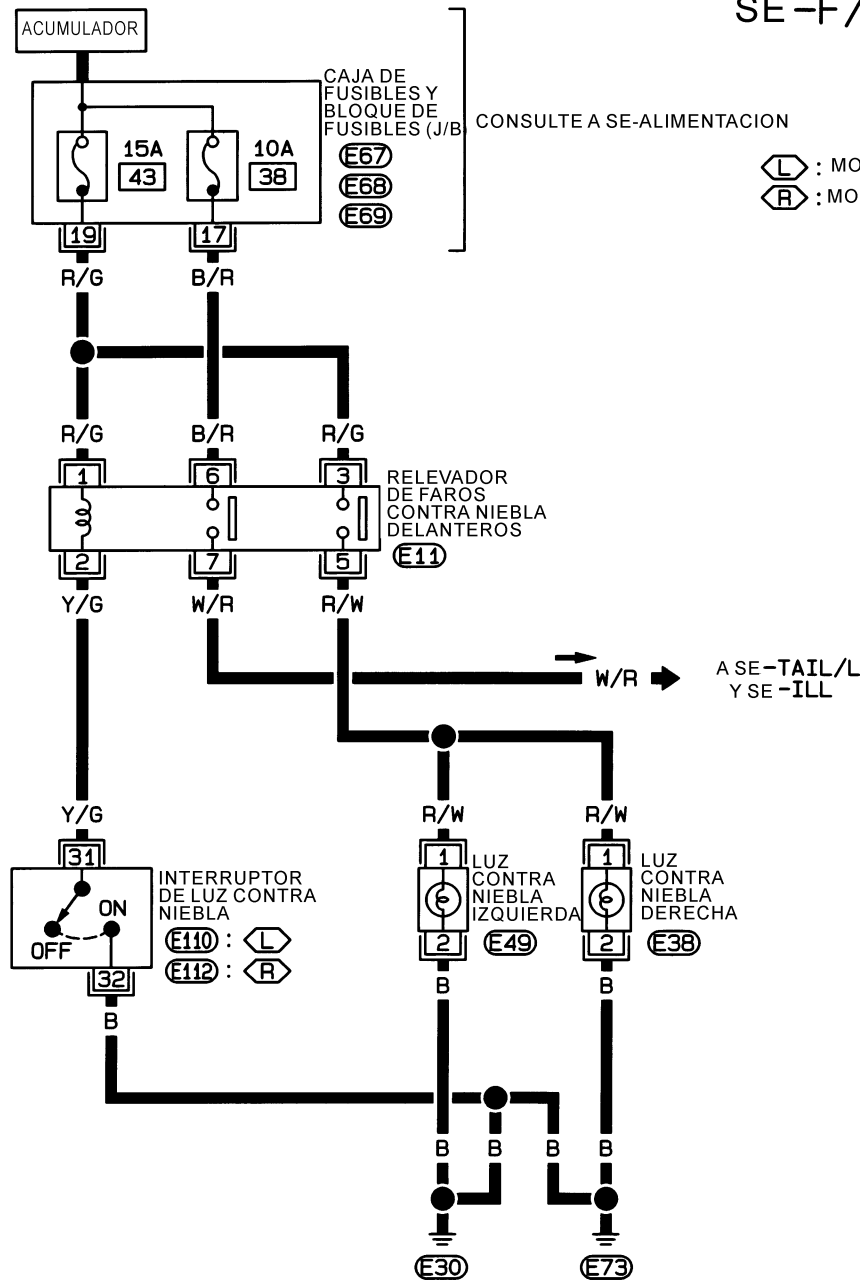 SE-F/
ACUMULADOR
CAJA DE
FUSIBLES Y
BLOQUE DE
FUSIBLES (J/B)
E67
E68
E69
CONSULTE A SE-ALIMENTACION
L : MO
R : MO
15A
43
10A
38
19
17
R/G
B/R
R/G
B/R
R/G
1
6
3
RELEVADOR
DE FAROS
CONTRA NIEBLA
DELANTEROS
E11
2
7
5
Y/G
W/R
R/W
W/R
A SE-TAIL/L
Y SE-ILL
Y/G
R/W
R/W
31
1
1
INTERRUPTOR
DE LUZ CONTRA
NIEBLA
E110 : L
E112 : R
OFF
ON
32
LUZ
CONTRA
NIEBLA
IZQUIERDA
E49
LUZ
CONTRA
NIEBLA
DERECHA
E38
2
2
B
B
B
B
B
B
B
E30
E73